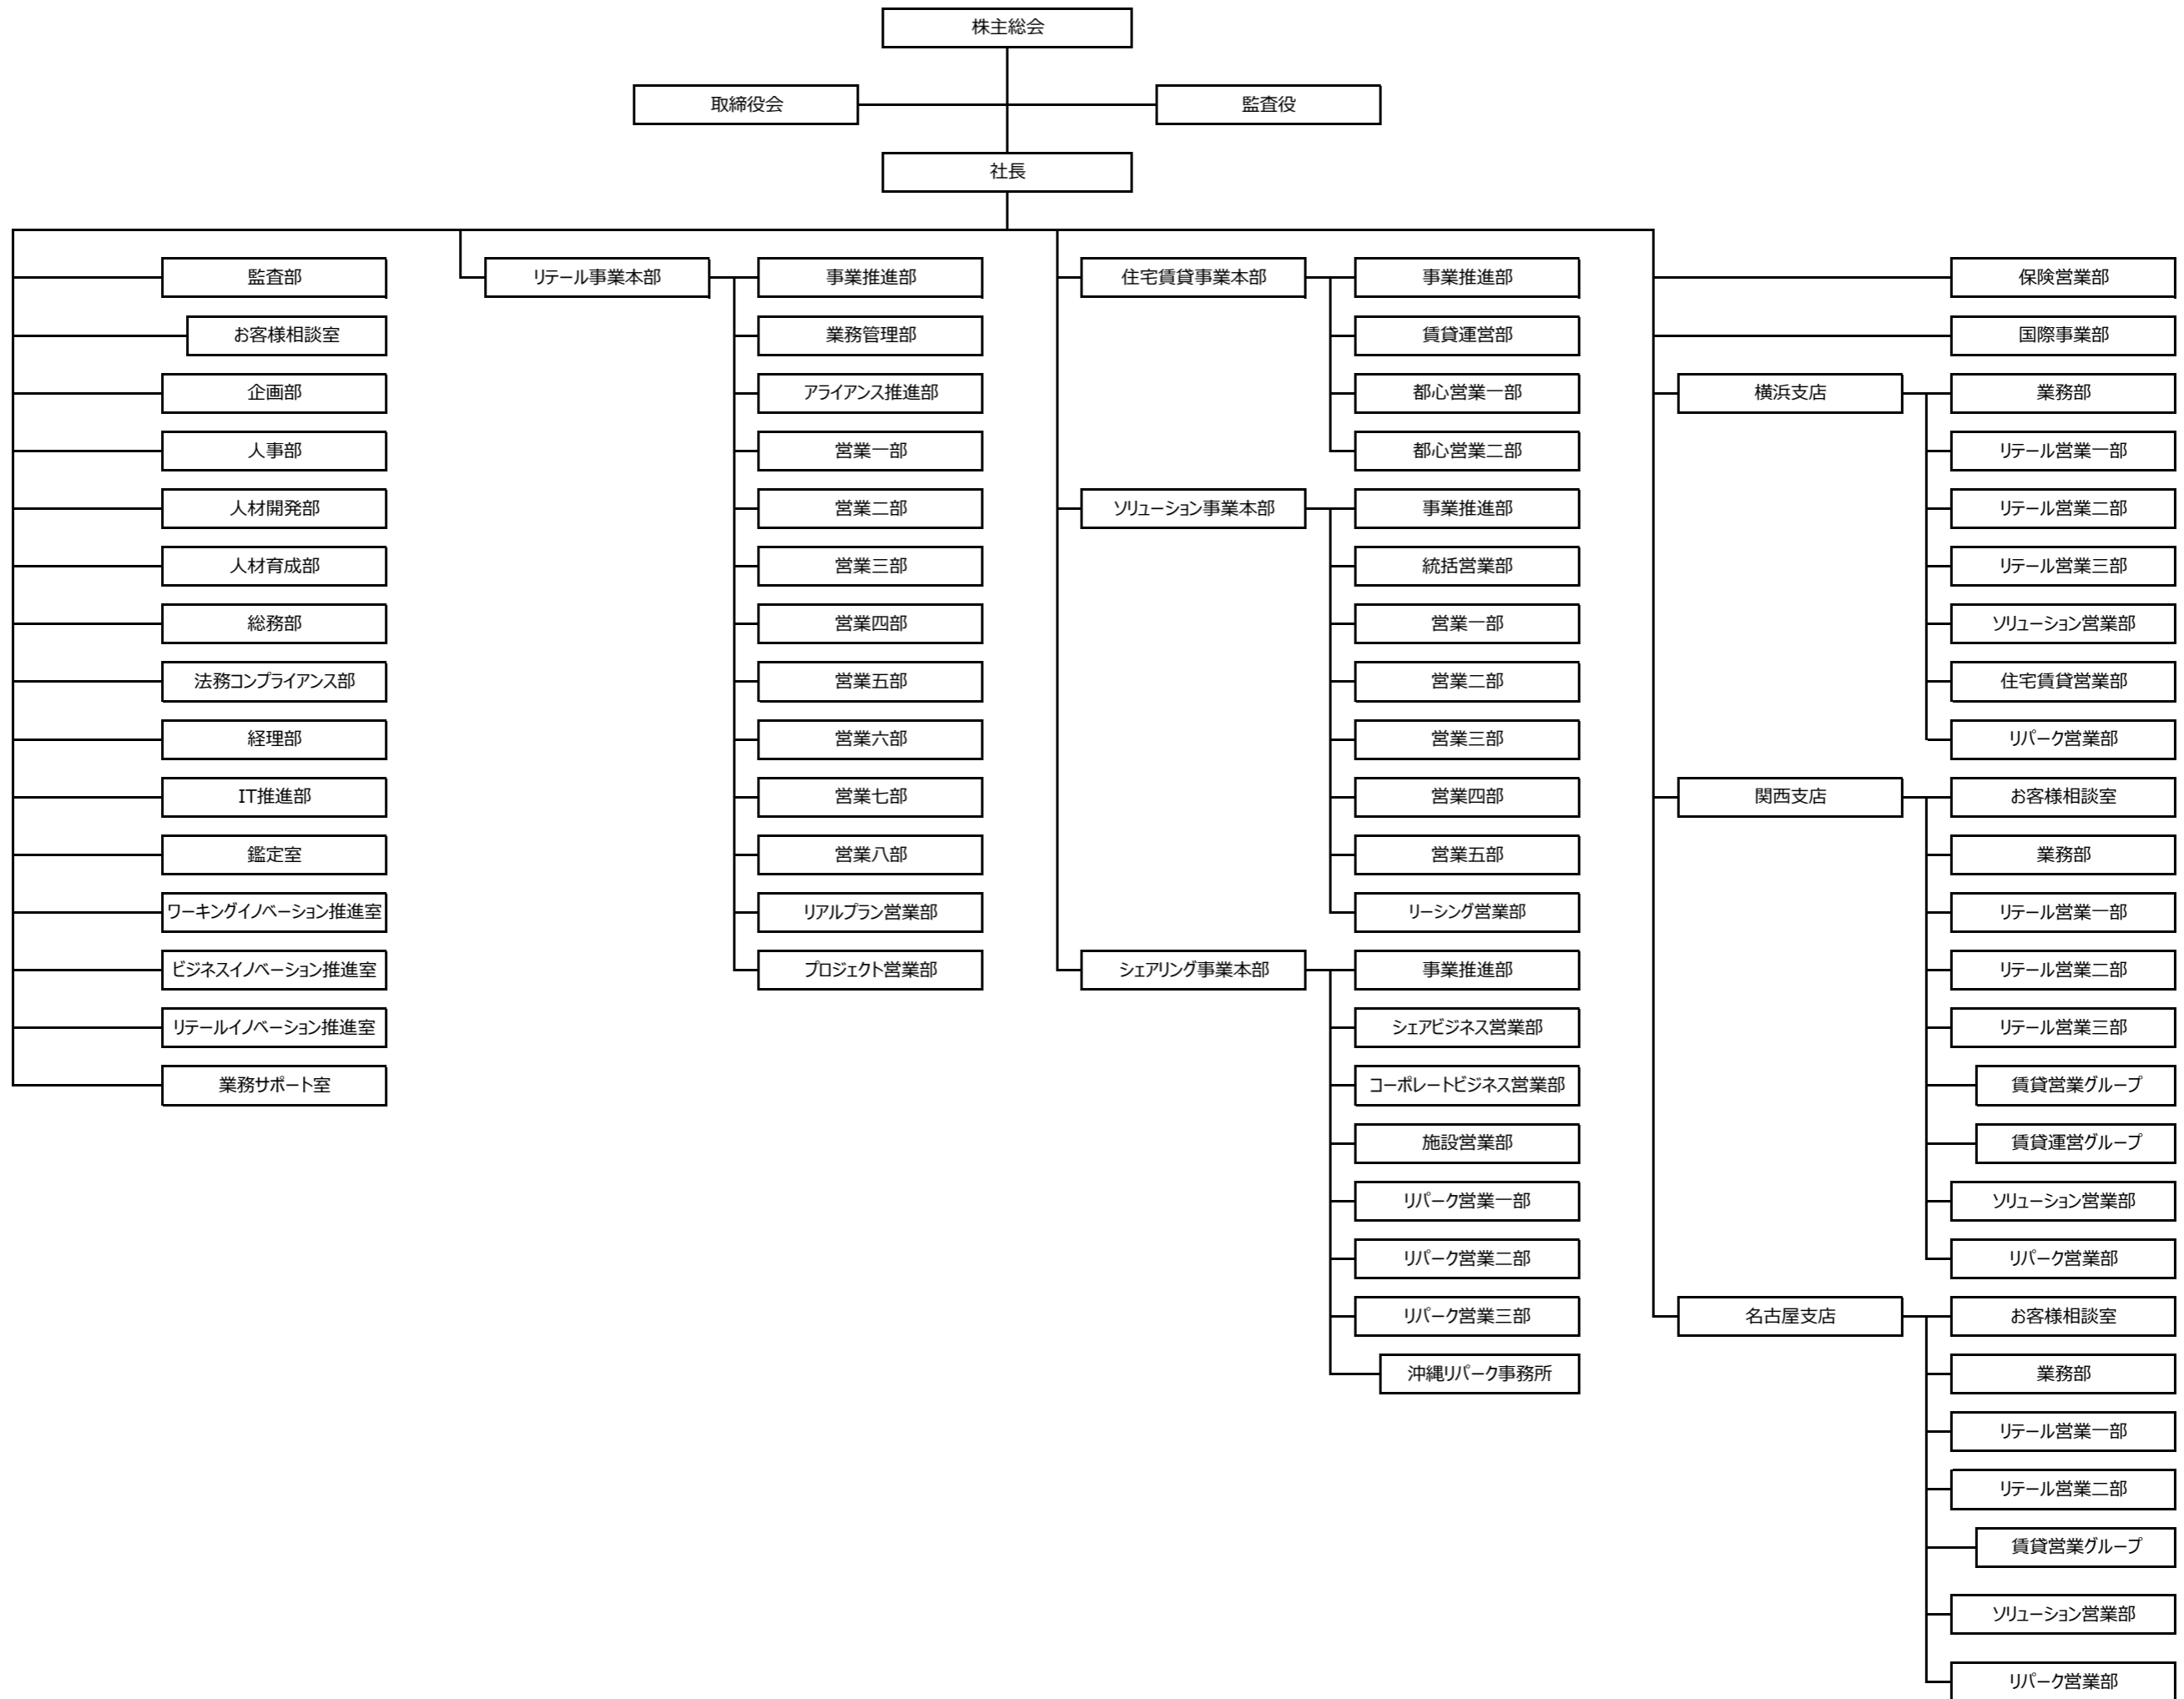 株主総会
取締役会
監査役
社長
監査部
お客様相談室
企画部
人事部
人材開発部
人材育成部
総務部
法務コンプライアンス部
経理部
IT推進部
鑑定室
ワーキングイノベーション推進室
ビジネスイノベーション推進室
リテールイノベーション推進室
業務サポート室
リテール事業本部
事業推進部
業務管理部
アライアンス推進部
営業一部
営業二部
営業三部
営業四部
営業五部
営業六部
営業七部
営業八部
リアルプラン営業部
プロジェクト営業部
住宅賃貸事業本部
事業推進部
賃貸運営部
都心営業一部
都心営業二部
ソリューション事業本部
事業推進部
統括営業部
営業一部
営業二部
営業三部
営業四部
営業五部
リーシング営業部
シェアリング事業本部
事業推進部
シェアビジネス営業部
コーポレートビジネス営業部
施設営業部
リパーク営業一部
リパーク営業二部
リパーク営業三部
沖縄リパーク事務所
保険営業部
国際事業部
横浜支店
業務部
リテール営業一部
リテール営業二部
リテール営業三部
ソリューション営業部
住宅賃貸営業部
リパーク営業部
関西支店
お客様相談室
業務部
リテール営業一部
リテール営業二部
リテール営業三部
賃貸営業グループ
賃貸運営グループ
ソリューション営業部
リパーク営業部
名古屋支店
お客様相談室
業務部
リテール営業一部
リテール営業二部
賃貸営業グループ
ソリューション営業部
リパーク営業部